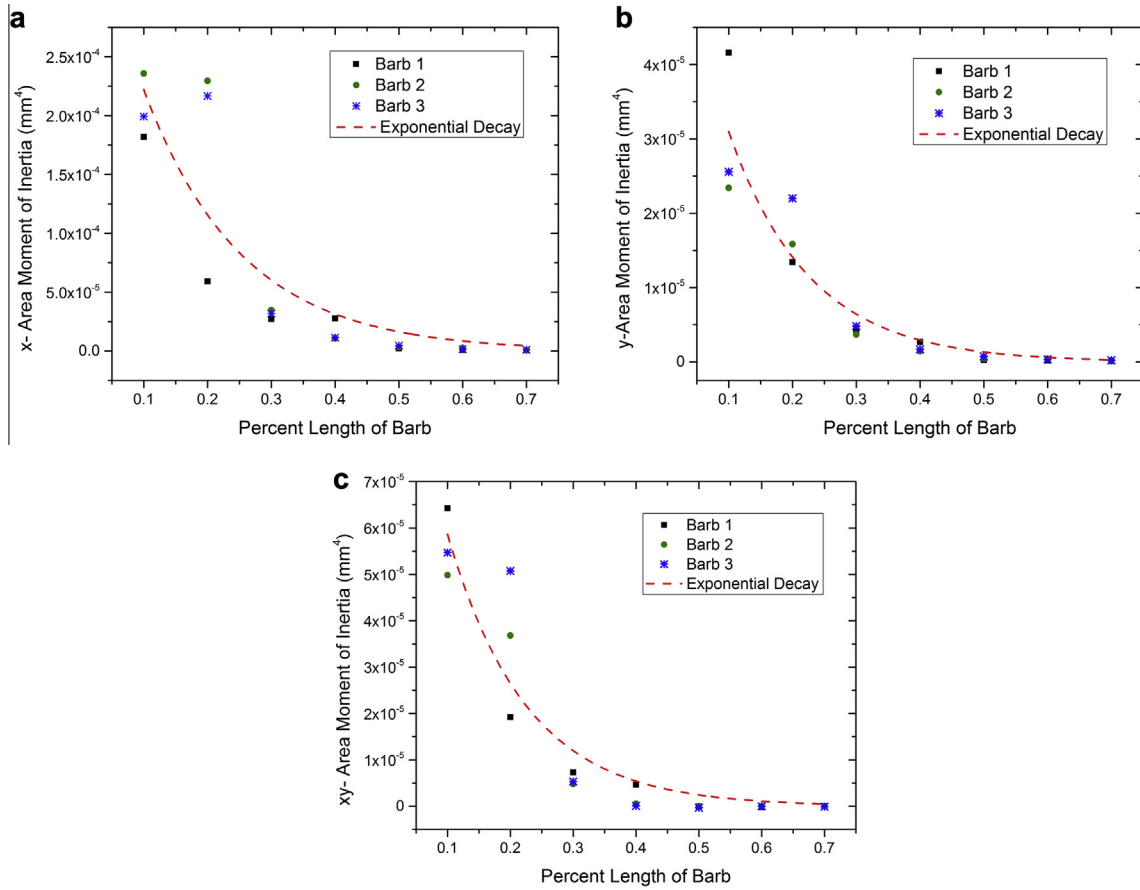 a
x- Area Moment of Inertia (mm⁴)
2.5x10⁻⁴
2.0x10⁻⁴
1.5x10⁻⁴
1.0x10⁻⁴
5.0x10⁻⁵
0.0
Barb 1
Barb 2
Barb 3
Exponential Decay
0.1 0.2 0.3 0.4 0.5 0.6 0.7
Percent Length of Barb
b
y-Area Moment of Inertia (mm⁴)
4x10⁻⁵
3x10⁻⁵
2x10⁻⁵
1x10⁻⁵
0
Barb 1
Barb 2
Barb 3
Exponential Decay
0.1 0.2 0.3 0.4 0.5 0.6 0.7
Percent Length of Barb
c
xy- Area Moment of Inertia (mm⁴)
7x10⁻⁵
6x10⁻⁵
5x10⁻⁵
4x10⁻⁵
3x10⁻⁵
2x10⁻⁵
1x10⁻⁵
0
Barb 1
Barb 2
Barb 3
Exponential Decay
0.1 0.2 0.3 0.4 0.5 0.6 0.7
Percent Length of Barb